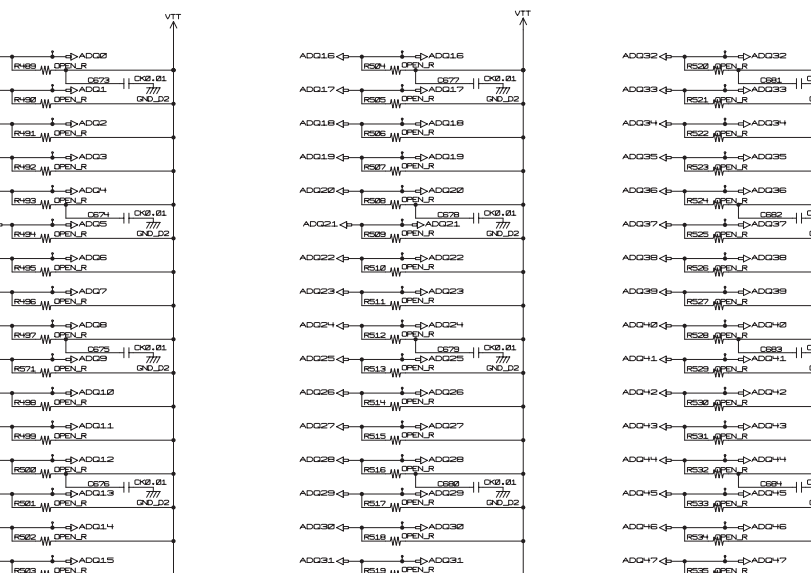 VTT VTT
ADQ0 ADQ16 ADQ16 ADQ32 ADQ32
R489 OPEN_R R504 OPEN_R R520 OPEN_R
C673 CK0.01 C677 CK0.01 C681
ADQ1 ADQ17 ADQ17 ADQ33 ADQ33
R490 OPEN_R GND_D2 R505 OPEN_R GND_D2 R521 OPEN_R
ADQ2 ADQ18 ADQ18 ADQ34 ADQ34
R491 OPEN_R R506 OPEN_R R522 OPEN_R
ADQ3 ADQ19 ADQ19 ADQ35 ADQ35
R492 OPEN_R R507 OPEN_R R523 OPEN_R
ADQ4 ADQ20 ADQ20 ADQ36 ADQ36
R493 OPEN_R R508 OPEN_R R524 OPEN_R
C674 CK0.01 C678 CK0.01 C682
ADQ5 ADQ21 ADQ21 ADQ37 ADQ37
R494 OPEN_R GND_D2 R509 OPEN_R GND_D2 R525 OPEN_R
ADQ6 ADQ22 ADQ22 ADQ38 ADQ38
R495 OPEN_R R510 OPEN_R R526 OPEN_R
ADQ7 ADQ23 ADQ23 ADQ39 ADQ39
R496 OPEN_R R511 OPEN_R R527 OPEN_R
ADQ8 ADQ24 ADQ24 ADQ40 ADQ40
R497 OPEN_R R512 OPEN_R R528 OPEN_R
C675 CK0.01 C679 CK0.01 C683
ADQ9 ADQ25 ADQ25 ADQ41 ADQ41
R571 OPEN_R GND_D2 R513 OPEN_R GND_D2 R529 OPEN_R
ADQ10 ADQ26 ADQ26 ADQ42 ADQ42
R498 OPEN_R R514 OPEN_R R530 OPEN_R
ADQ11 ADQ27 ADQ27 ADQ43 ADQ43
R499 OPEN_R R515 OPEN_R R531 OPEN_R
ADQ12 ADQ28 ADQ28 ADQ44 ADQ44
R500 OPEN_R R516 OPEN_R R532 OPEN_R
C676 CK0.01 C680 CK0.01 C684
ADQ13 ADQ29 ADQ29 ADQ45 ADQ45
R501 OPEN_R GND_D2 R517 OPEN_R GND_D2 R533 OPEN_R
ADQ14 ADQ30 ADQ30 ADQ46 ADQ46
R502 OPEN_R R518 OPEN_R R534 OPEN_R
ADQ15 ADQ31 ADQ31 ADQ47 ADQ47
R503 OPEN_R R519 OPEN_R R535 OPEN_R